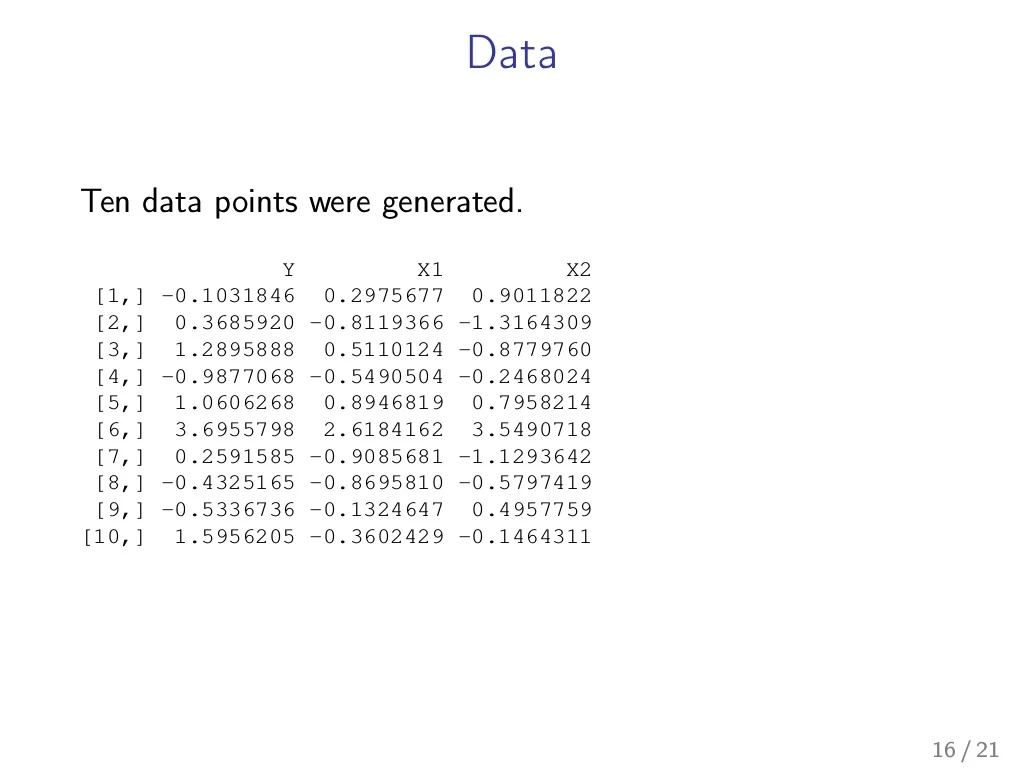 Data
Ten data points were generated.
Y X1 X2
[1,] -0.1031846 0.2975677 0.9011822
[2,] 0.3685920 -0.8119366 -1.3164309
[3,] 1.2895888 0.5110124 -0.8779760
[4,] -0.9877068 -0.5490504 -0.2468024
[5,] 1.0606268 0.8946819 0.7958214
[6,] 3.6955798 2.6184162 3.5490718
[7,] 0.2591585 -0.9085681 -1.1293642
[8,] -0.4325165 -0.8695810 -0.5797419
[9,] -0.5336736 -0.1324647 0.4957759
[10,] 1.5956205 -0.3602429 -0.1464311
16 / 21